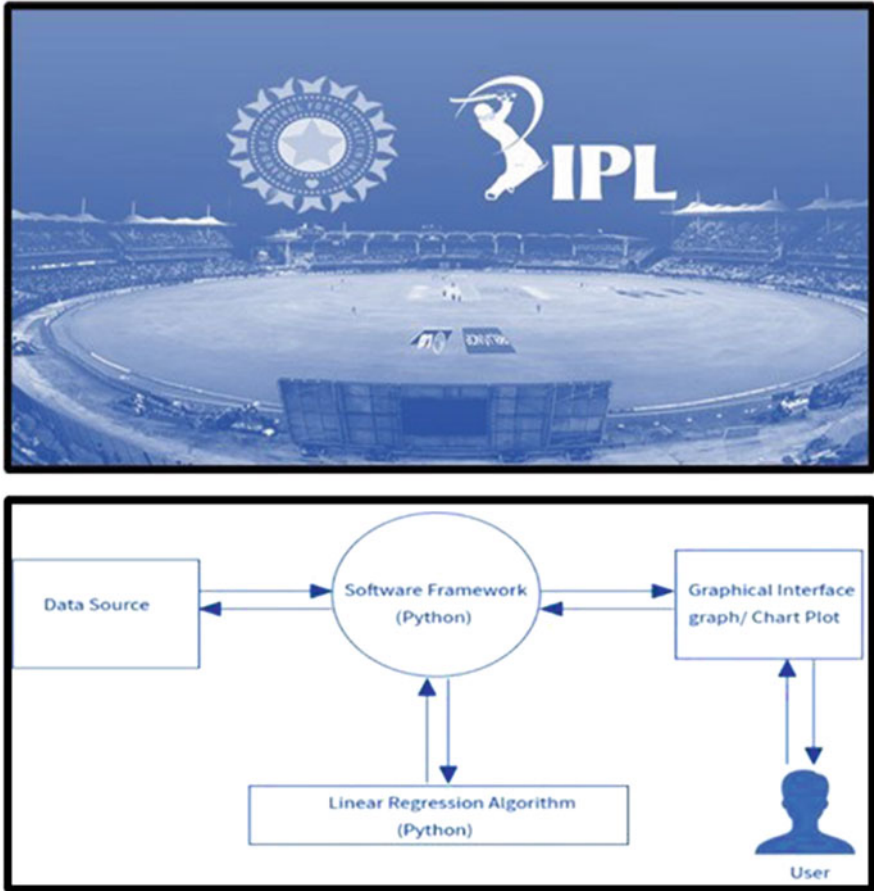 IPL
Data Source
Software Framework
(Python)
Graphical Interface
graph/ Chart Plot
Linear Regression Algorithm
(Python)
User